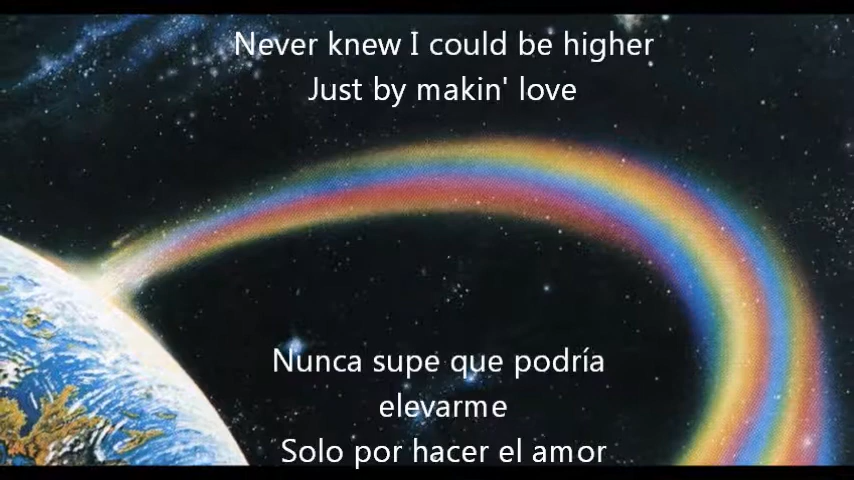 Never knew I could be higher
Just by makin' love
Nunca supe que podría
elevarme
Solo por hacer el amor